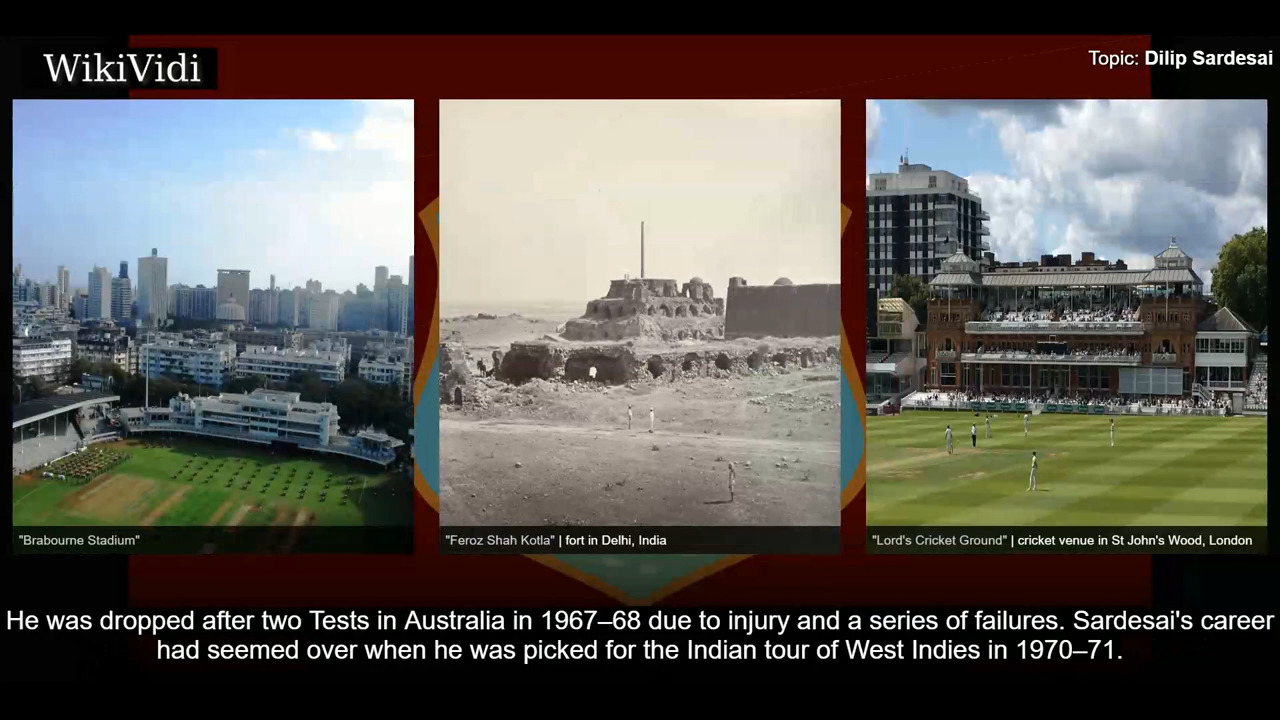 WikiVidi
Topic: Dilip Sardesai
"Brabourne Stadium"
"Feroz Shah Kotla" | fort in Delhi, India
"Lord's Cricket Ground" | cricket venue in St John's Wood, London
He was dropped after two Tests in Australia in 1967–68 due to injury and a series of failures. Sardesai's career
had seemed over when he was picked for the Indian tour of West Indies in 1970–71.